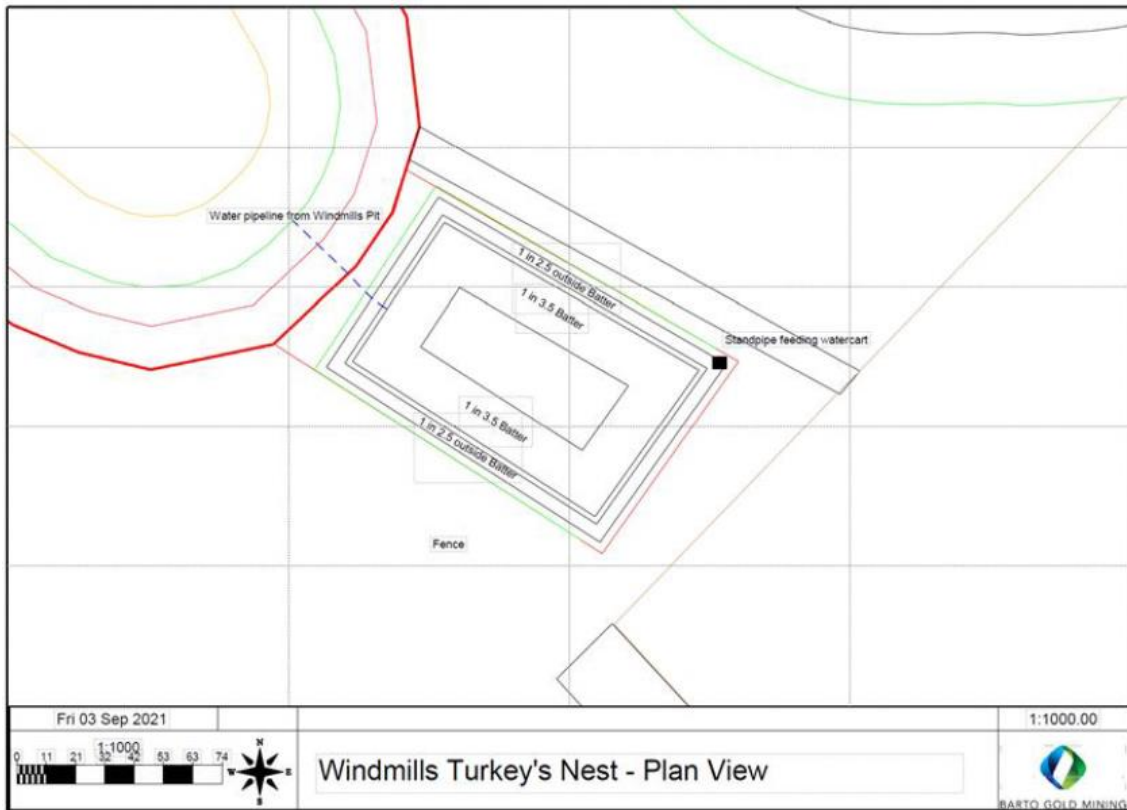 Water pipeline from Windmills Pit
1 in 2.5 outside Batter
1 in 3.5 Batter
Standpipe feeding watercart
1 in 3.5 Batter
1 in 2.5 outside Batter
Fence
Fri 03 Sep 2021
1:1000.00
1:1000
0 11 21 32 42 53 63 74
N
W E
S
Windmills Turkey's Nest - Plan View
BARTO GOLD MINING